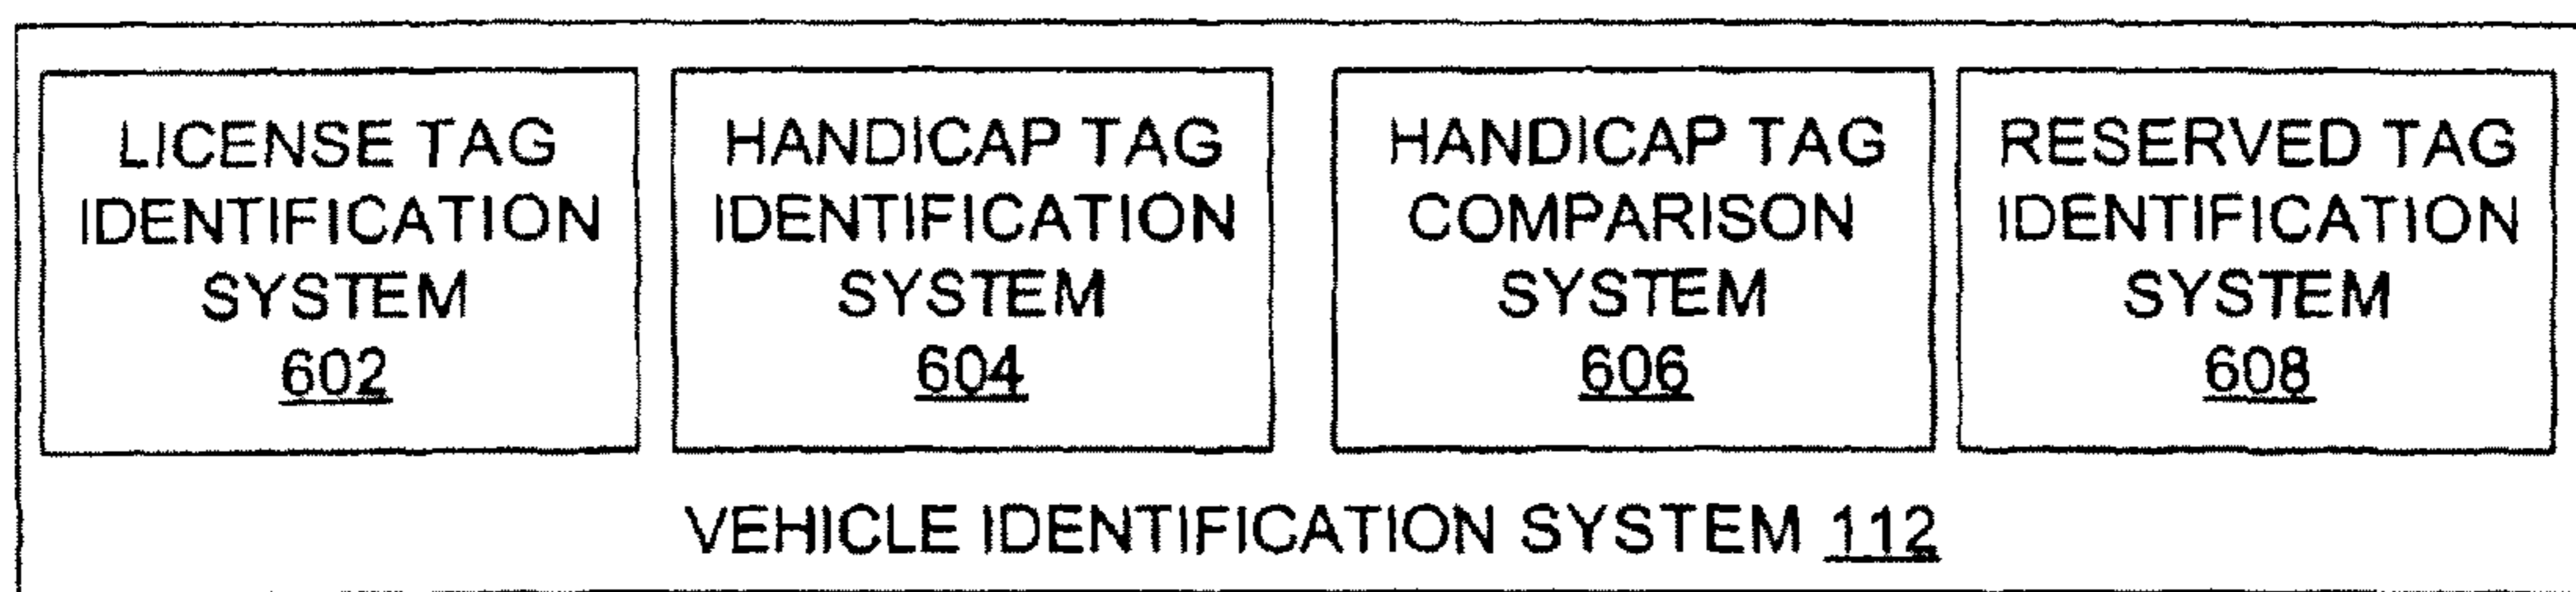 LICENSE TAG
IDENTIFICATION
SYSTEM
602
HANDICAP TAG
IDENTIFICATION
SYSTEM
604
HANDICAP TAG
COMPARISON
SYSTEM
606
RESERVED TAG
IDENTIFICATION
SYSTEM
608
VEHICLE IDENTIFICATION SYSTEM 112